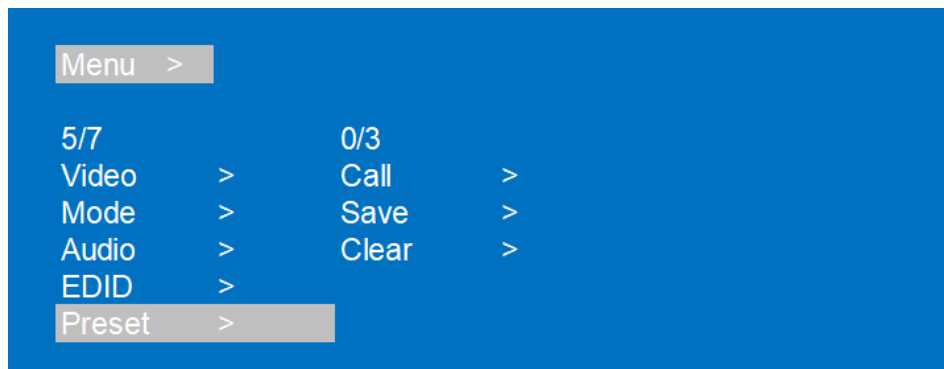 Menu >
5/7 0/3
Video > Call >
Mode > Save >
Audio > Clear >
EDID >
Preset >